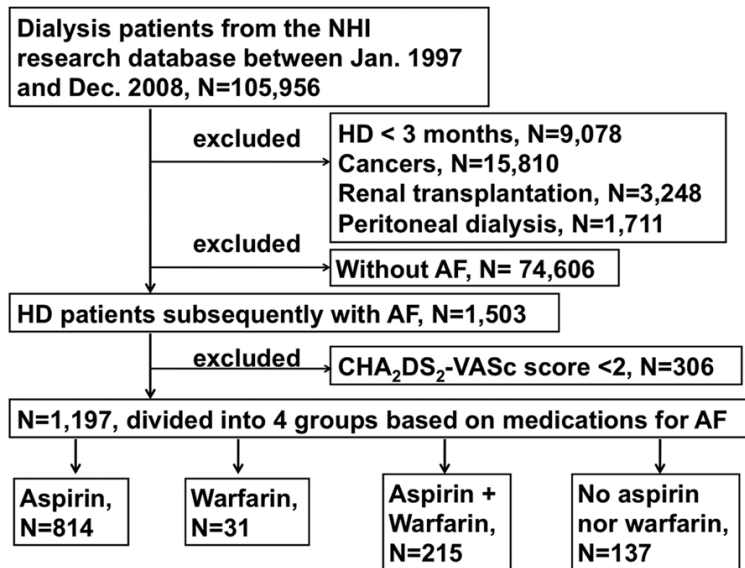 Dialysis patients from the NHI
research database between Jan. 1997
and Dec. 2008, N=105,956
excluded
HD < 3 months, N=9,078
Cancers, N=15,810
Renal transplantation, N=3,248
Peritoneal dialysis, N=1,711
excluded
Without AF, N= 74,606
HD patients subsequently with AF, N=1,503
excluded
CHA₂DS₂-VASc score <2, N=306
N=1,197, divided into 4 groups based on medications for AF
Aspirin,
N=814
Warfarin,
N=31
Aspirin +
Warfarin,
N=215
No aspirin
nor warfarin,
N=137